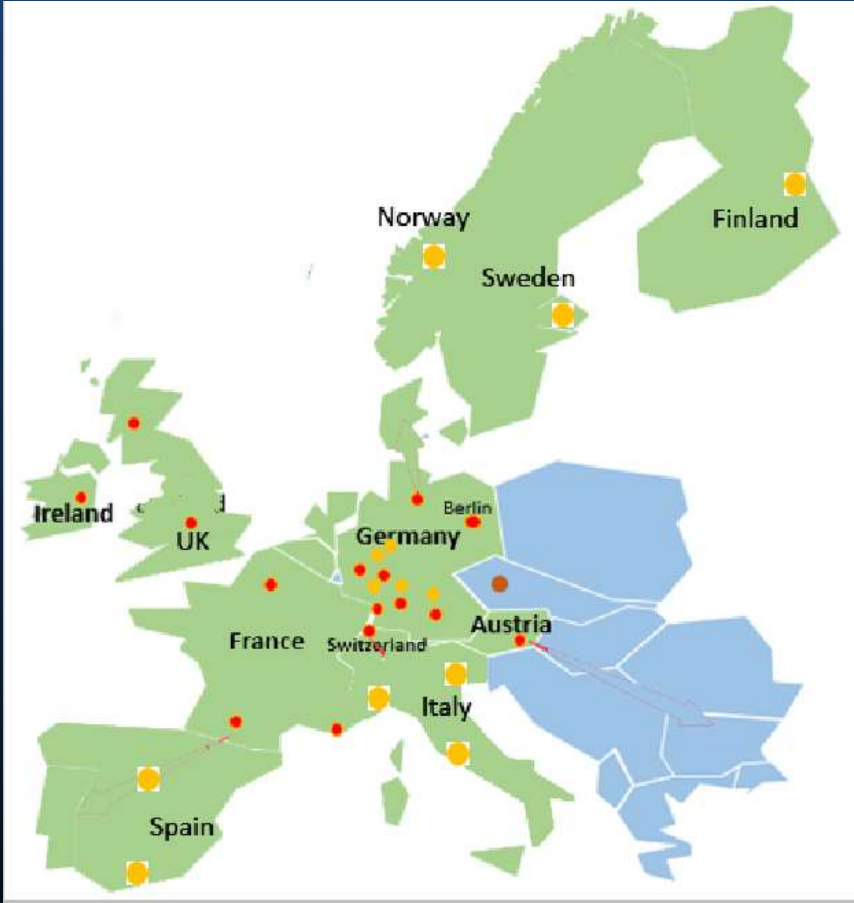 Norway
Finland
Sweden
Berlin
Ireland
Germany
UK
Austria
France
Switzerland
Italy
Spain